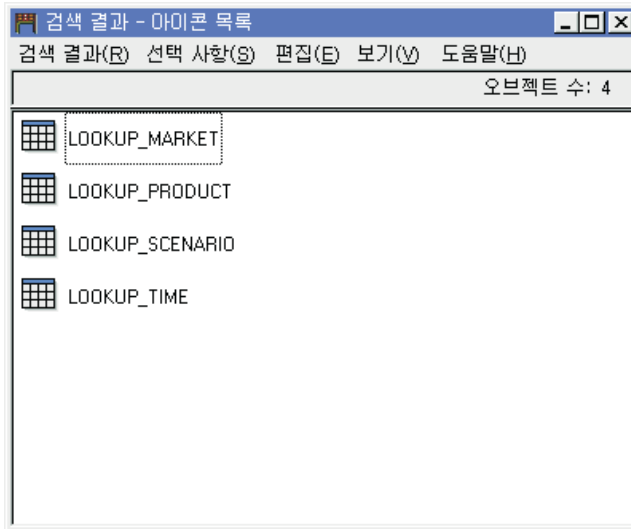 검색 결과 - 아이콘 목록
검색 결과(R) 선택 사항(S) 편집(E) 보기(V) 도움말(H)
오브젝트 수: 4
LOOKUP_MARKET
LOOKUP_PRODUCT
LOOKUP_SCENARIO
LOOKUP_TIME